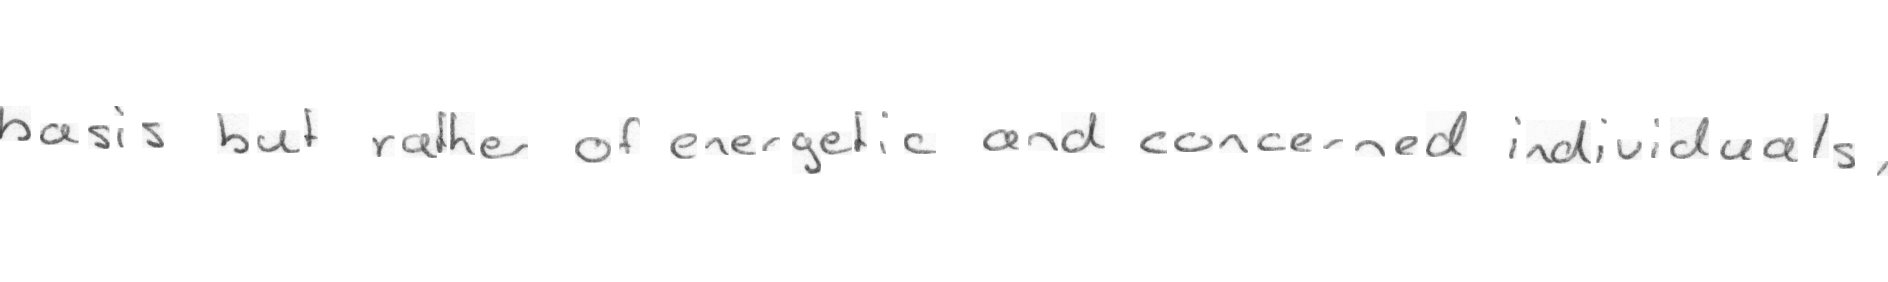 basis but rather of energetic and concerned individuals,